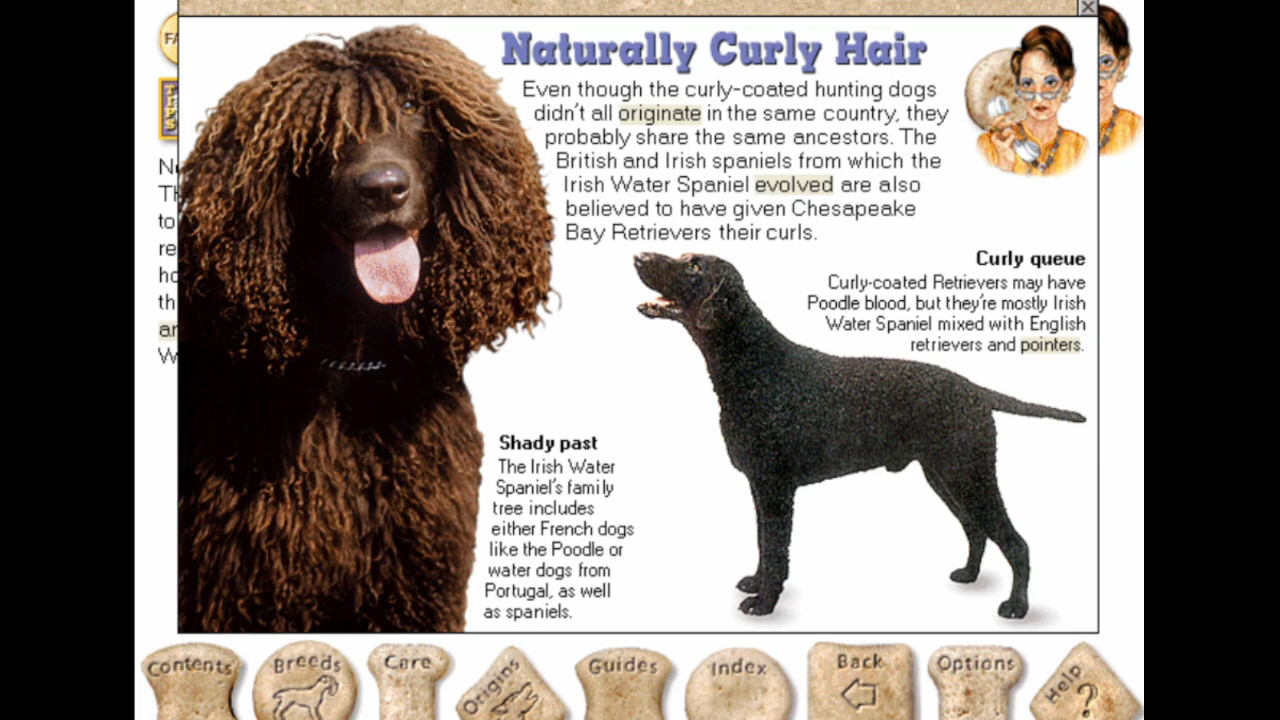 Naturally Curly Hair
Even though the curly-coated hunting dogs
didn't all originate in the same country, they
probably share the same ancestors. The
British and Irish spaniels from which the
Irish Water Spaniel evolved are also
believed to have given Chesapeake
Bay Retrievers their curls.
Curly queue
Curly-coated Retrievers may have
Poodle blood, but they're mostly Irish
Water Spaniel mixed with English
retrievers and pointers.
Shady past
The Irish Water
Spaniel's family
tree includes
either French dogs
like the Poodle or
water dogs from
Portugal, as well
as spaniels.
Contents
Breeds
Care
Origins
Guides
Index
Back
Options
Help
?